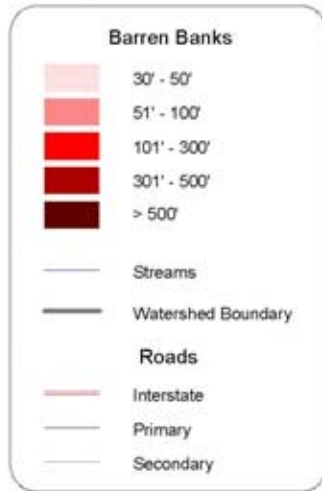 Barren Banks
30' - 50'
51' - 100'
101' - 300'
301' - 500'
> 500'
Streams
Watershed Boundary
Roads
Interstate
Primary
Secondary